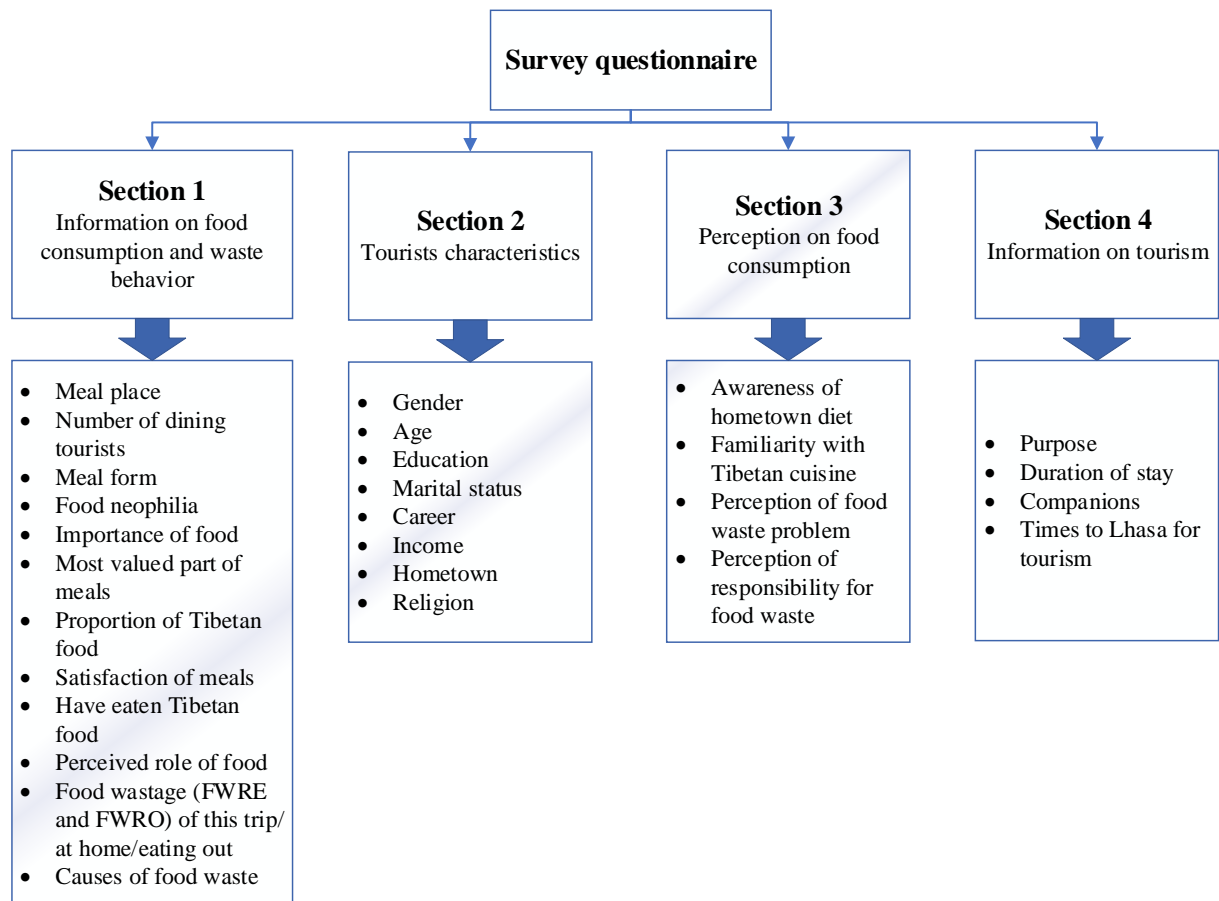 Survey questionnaire
Section 1
Information on food
consumption and waste
behavior
Section 2
Tourists characteristics
Section 3
Perception on food
consumption
Section 4
Information on tourism
• Meal place
• Number of dining
tourists
• Meal form
• Food neophilia
• Importance of food
• Most valued part of
meals
• Proportion of Tibetan
food
• Satisfaction of meals
• Have eaten Tibetan
food
• Perceived role of food
• Food wastage (FWRE
and FWRO) of this trip/
at home/eating out
• Causes of food waste
• Gender
• Age
• Education
• Marital status
• Career
• Income
• Hometown
• Religion
• Awareness of
hometown diet
• Familiarity with
Tibetan cuisine
• Perception of food
waste problem
• Perception of
responsibility for
food waste
• Purpose
• Duration of stay
• Companions
• Times to Lhasa for
tourism